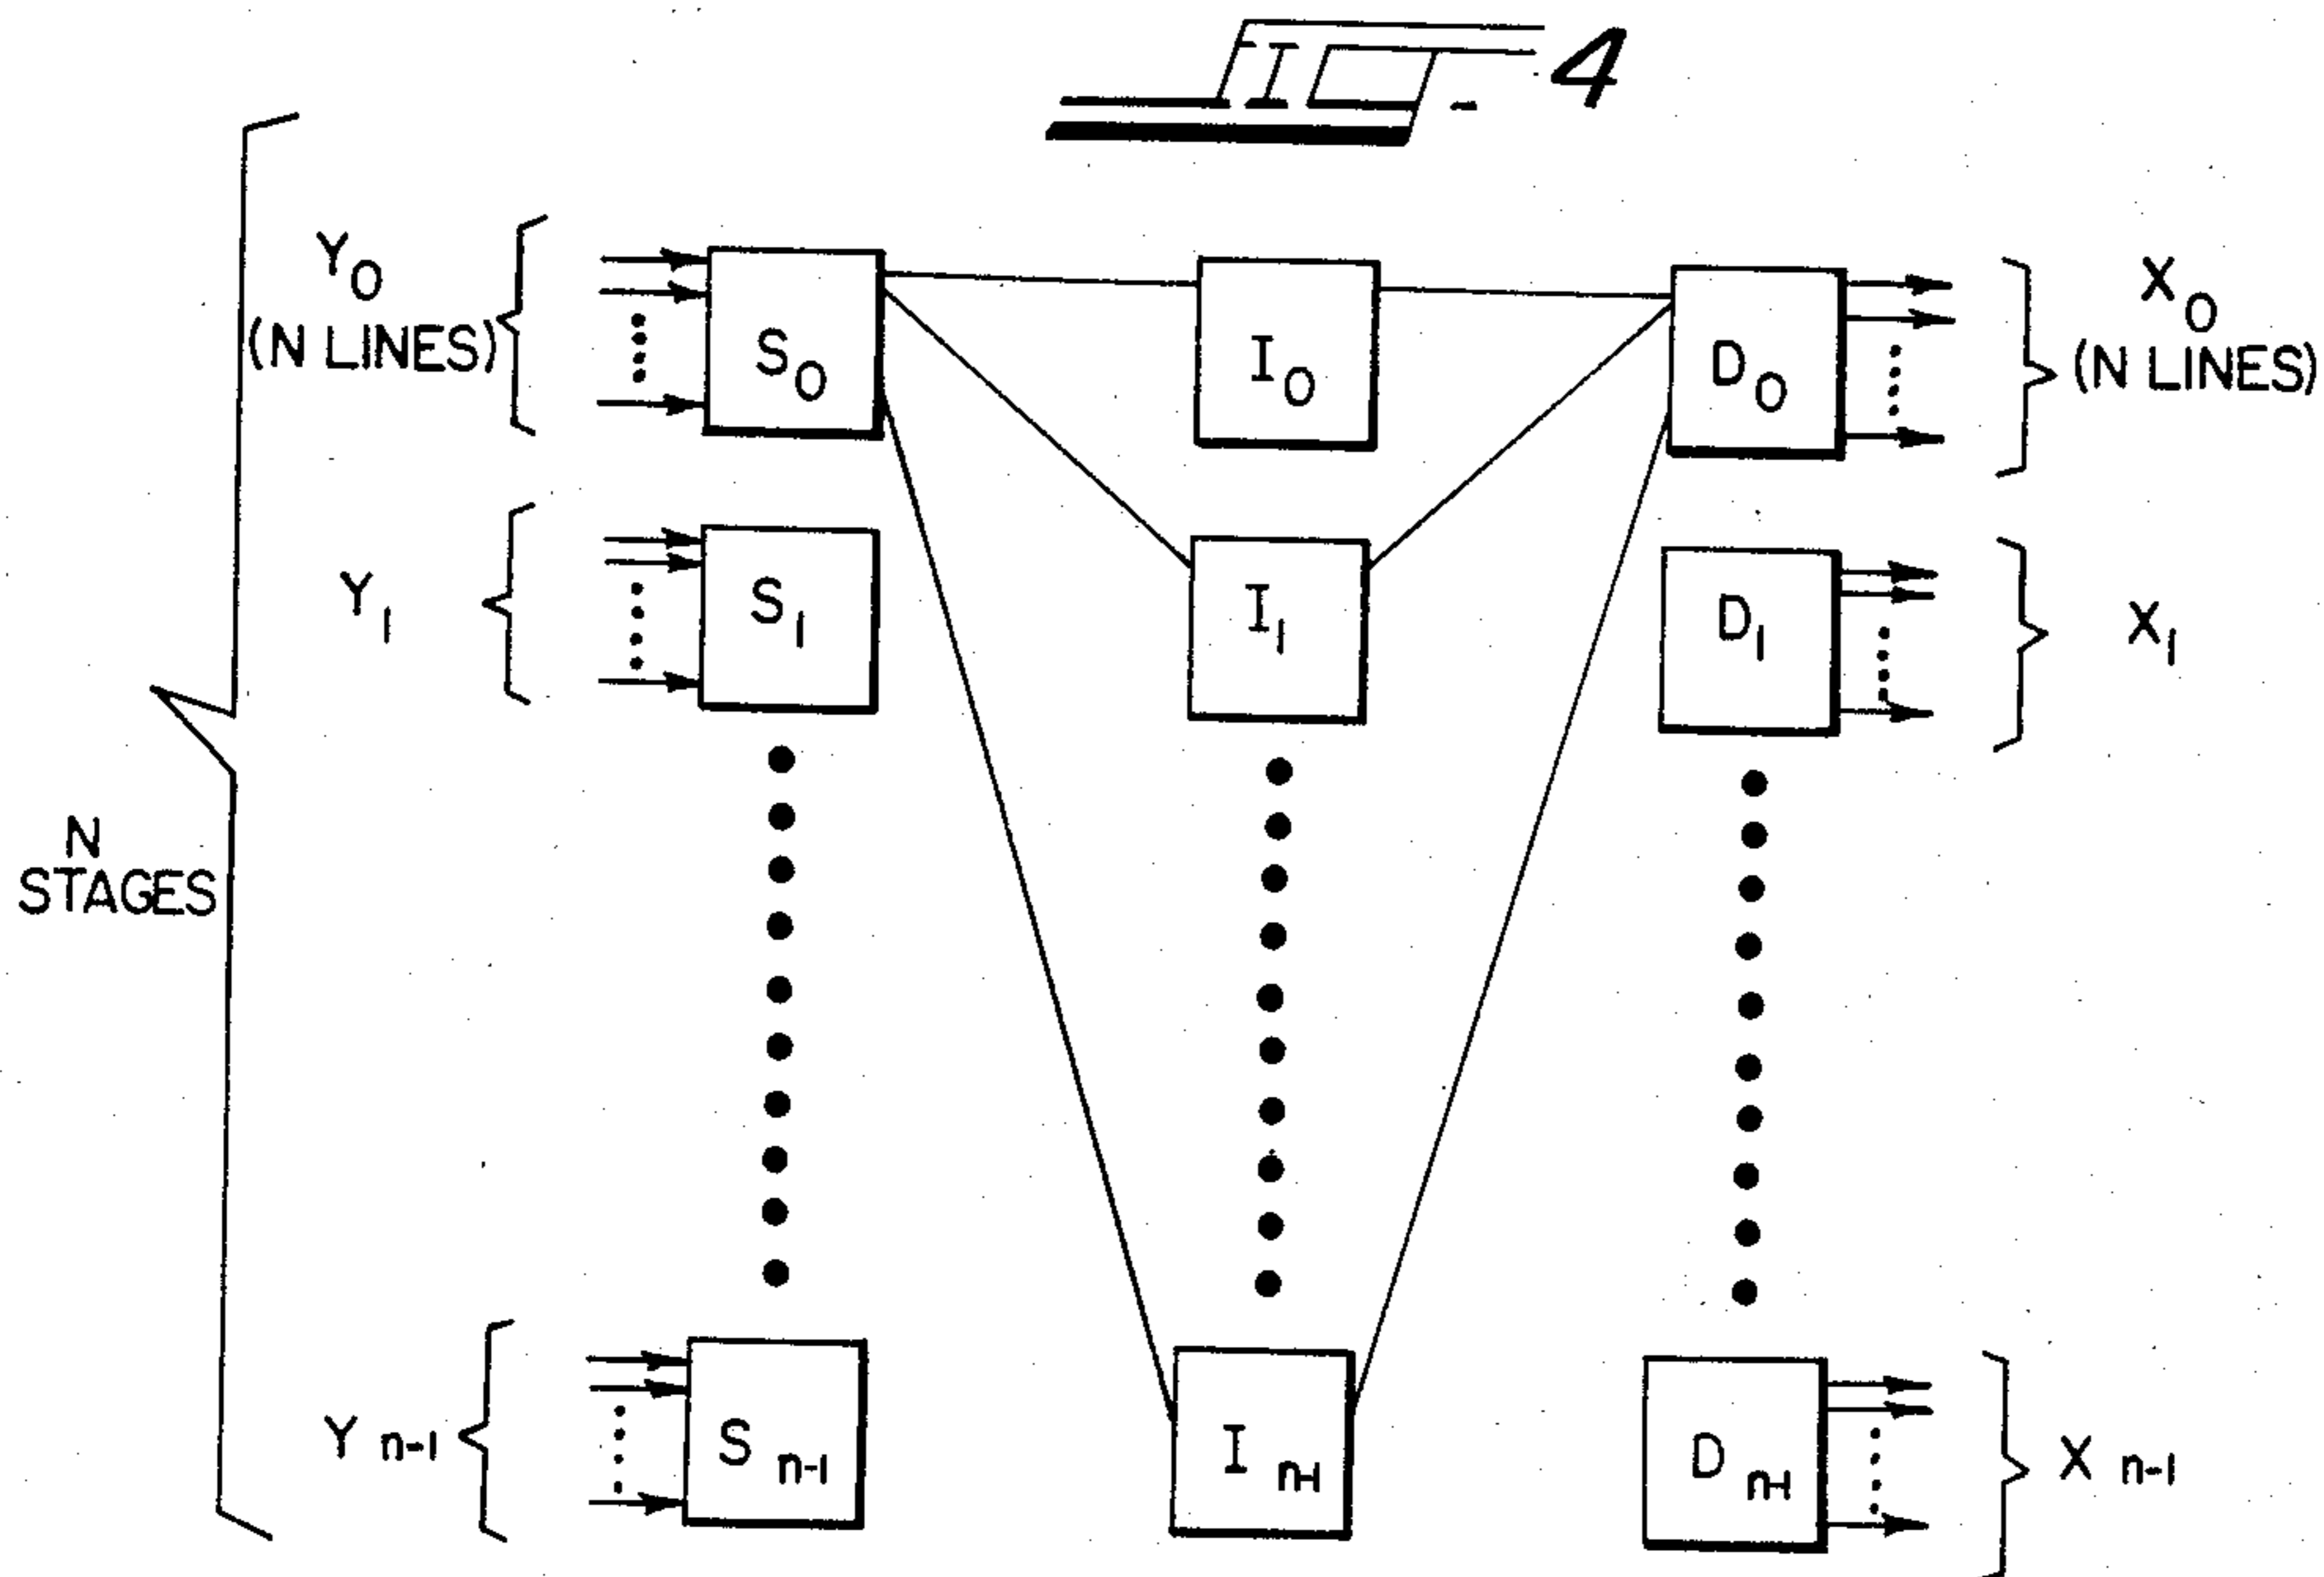 FIG-4
Y0
(N LINES)
S0
I0
D0
X0
(N LINES)
Y1
S1
I1
D1
X1
N
STAGES
Y n-1
S n-1
I n-1
D n-1
X n-1